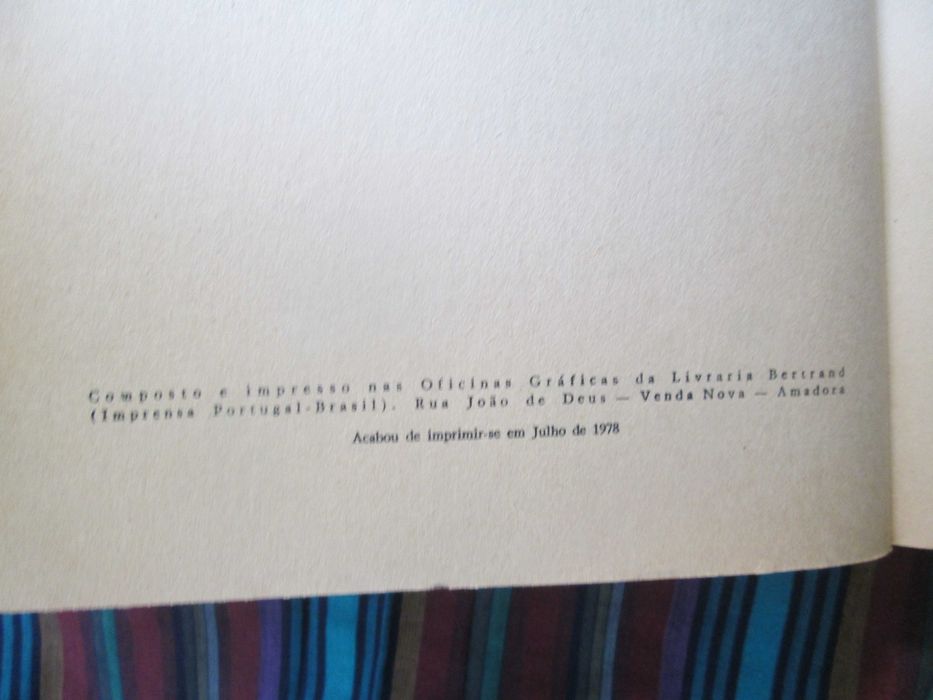 Composto e impresso nas Oficinas Gráficas da Livraria Bertrand
(Imprensa Portugal-Brasil). Rua João de Deus — Venda Nova — Amadora
Acabou de imprimir-se em Julho de 1978